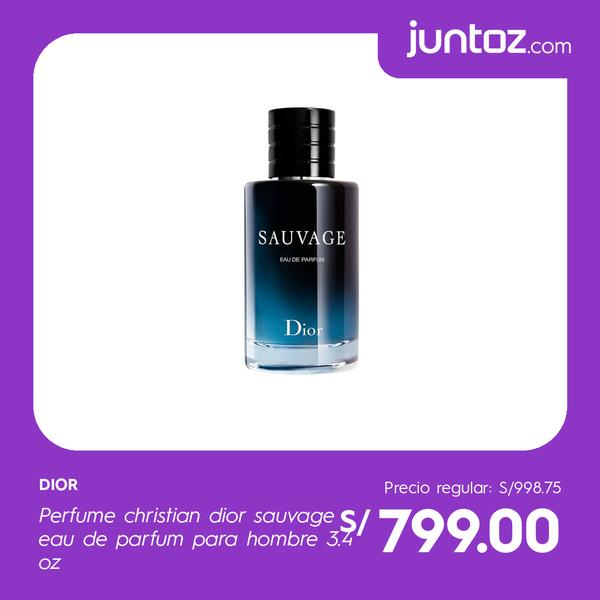 juntoz.com
SAUVAGE
EAU DE PARFUM
Dior
DIOR
Precio regular: S/998.75
Perfume christian dior sauvage
eau de parfum para hombre 3.4
oz
S/ 799.00